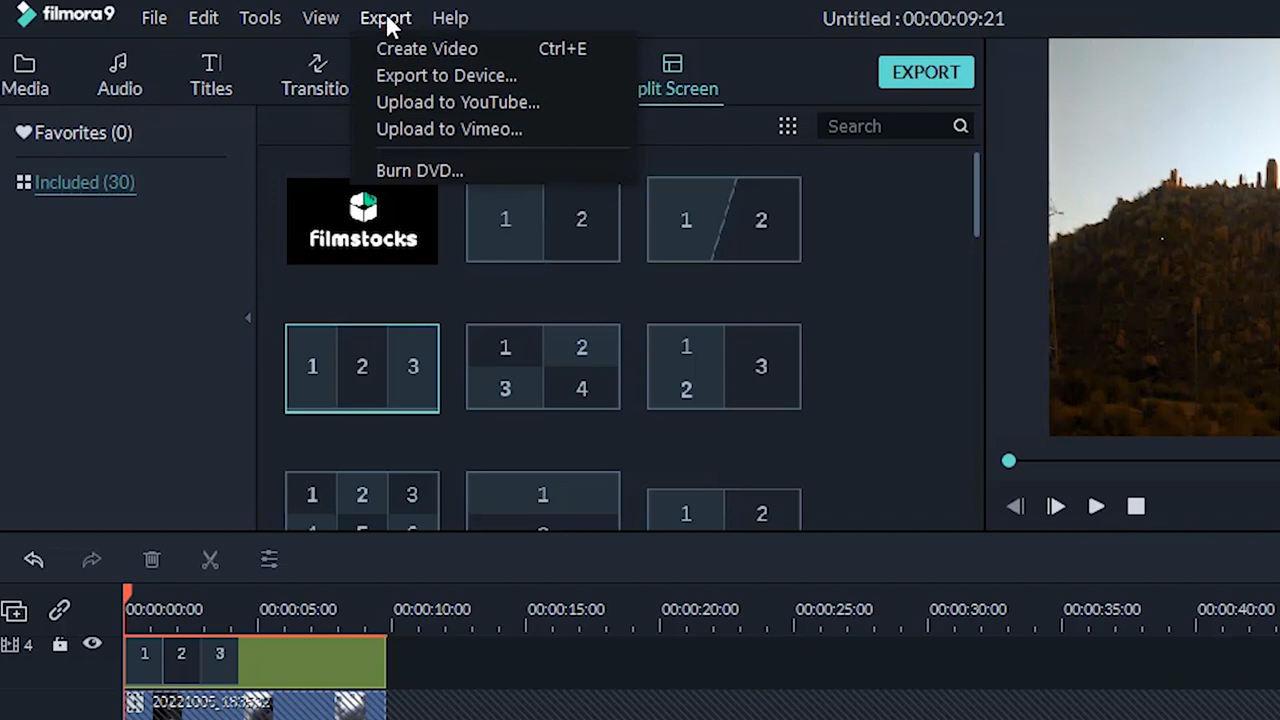 filmora9 File Edit Tools View Export Help Untitled : 00:00:09:21
Create Video Ctrl+E
Export to Device...
Upload to YouTube...
Upload to Vimeo...
Burn DVD...
Media Audio Titles Transitio plit Screen EXPORT
Favorites (0) Search
Included (30)
filmstocks
1 2
1 2
1 2 3
1 2
3 4
1
2 3
1 2 3
1
1 2
00:00:00:00 00:00:05:00 00:00:10:00 00:00:15:00 00:00:20:00 00:00:25:00 00:00:30:00 00:00:35:00 00:00:40:00
4 1 2 3